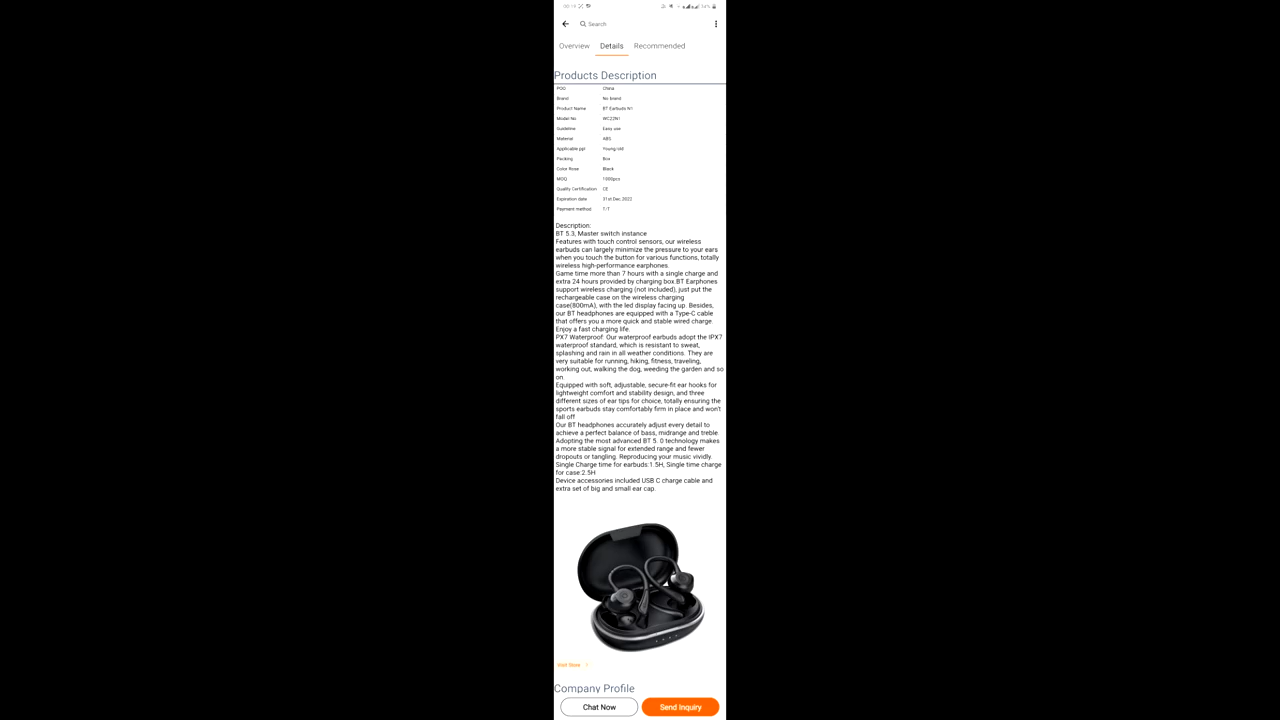 00:16
54%
Search
Overview Details Recommended
Products Description
POO China
Brand No brand
Product Name BT Earbuds N1
Model No WC22N1
Guideline Easy use
Material ABS
Applicable ppl Young/old
Packing Box
Color Rose Black
MOQ 1000pcs
Quality Certification CE
Expiration date 31st Dec, 2022
Payment method T/T
Description:
BT 5.3, Master switch instance
Features with touch control sensors, our wireless
earbuds can largely minimize the pressure to your ears
when you touch the button for various functions, totally
wireless high-performance earphones.
Game time more than 7 hours with a single charge and
extra 24 hours provided by charging box.BT Earphones
support wireless charging (not included), just put the
rechargeable case on the wireless charging
case(800mA), with the led display facing up. Besides,
our BT headphones are equipped with a Type-C cable
that offers you a more quick and stable wired charge.
Enjoy a fast charging life.
PX7 Waterproof: Our waterproof earbuds adopt the IPX7
waterproof standard, which is resistant to sweat,
splashing and rain in all weather conditions. They are
very suitable for running, hiking, fitness, traveling,
working out, walking the dog, weeding the garden and so
on
Equipped with soft, adjustable, secure-fit ear hooks for
lightweight comfort and stability design, and three
different sizes of ear tips for choice, totally ensuring the
sports earbuds stay comfortably firm in place and won't
fall off
Our BT headphones accurately adjust every detail to
achieve a perfect balance of bass, midrange and treble.
Adopting the most advanced BT 5. 0 technology makes
a more stable signal for extended range and fewer
dropouts or tangling. Reproducing your music vividly.
Single Charge time for earbuds:1.5H, Single time charge
for case:2.5H
Device accessories included USB C charge cable and
extra set of big and small ear cap.
Visit Store
Company Profile
Chat Now Send Inquiry